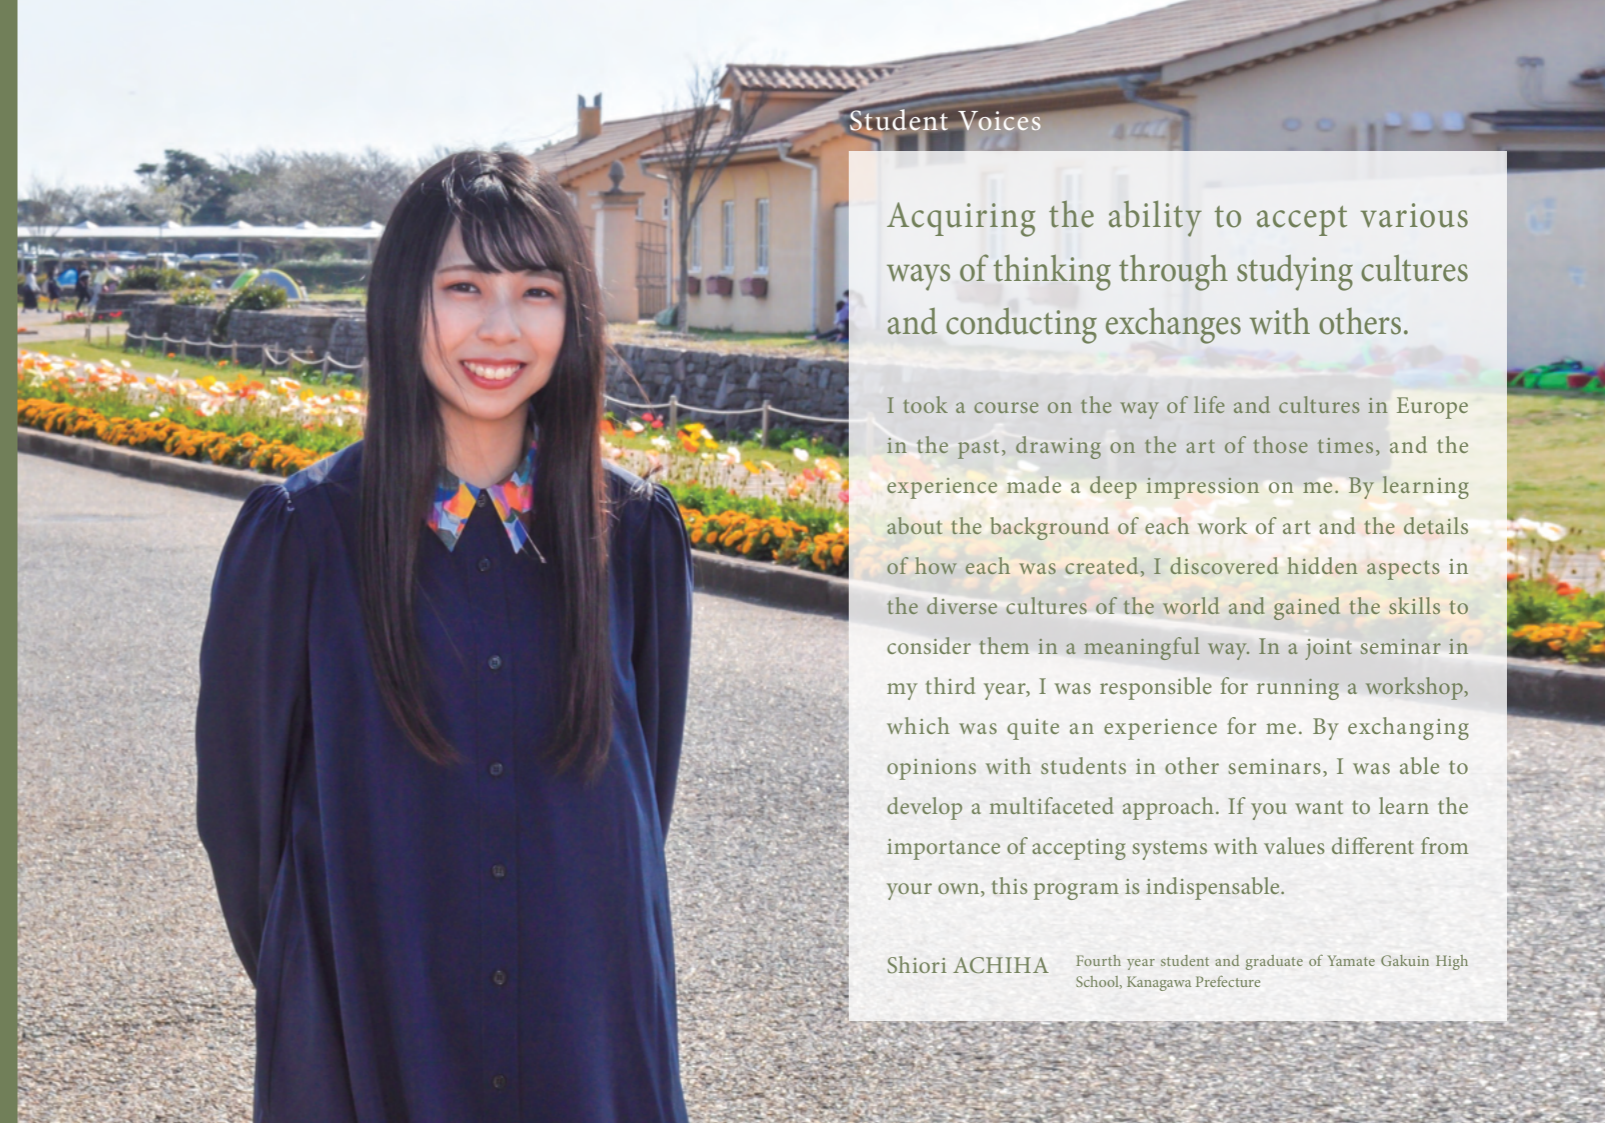 Student Voices
Acquiring the ability to accept various
ways of thinking through studying cultures
and conducting exchanges with others.
I took a course on the way of life and cultures in Europe
in the past, drawing on the art of those times, and the
experience made a deep impression on me. By learning
about the background of each work of art and the details
of how each was created, I discovered hidden aspects in
the diverse cultures of the world and gained the skills to
consider them in a meaningful way. In a joint seminar in
my third year, I was responsible for running a workshop,
which was quite an experience for me. By exchanging
opinions with students in other seminars, I was able to
develop a multifaceted approach. If you want to learn the
importance of accepting systems with values different from
your own, this program is indispensable.
Shiori ACHIHA
Fourth year student and graduate of Yamate Gakuin High
School, Kanagawa Prefecture